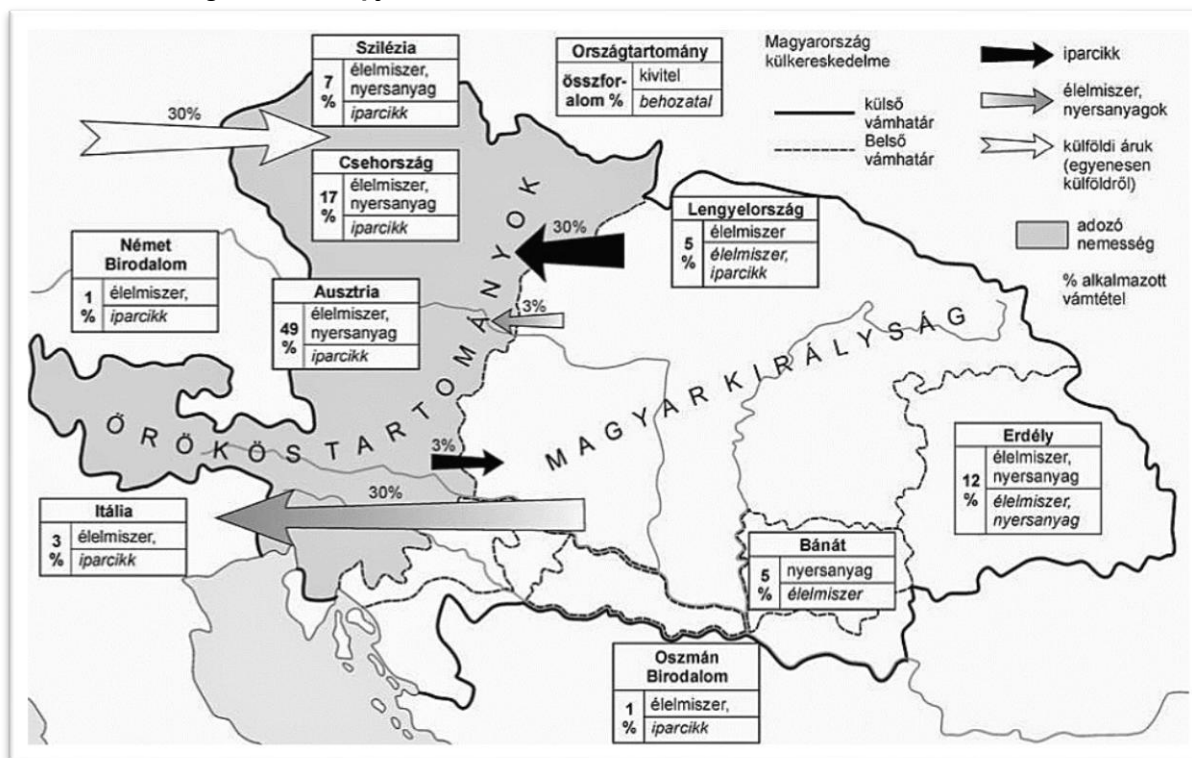 Szilézia
7
%
élelmiszer,
nyersanyag
iparcikk
Országtartomány
összfor-
alom %
kivitel
behozatal
Magyarország
külkereskedelme
külső
vámhatár
Belső
vámhatár
iparcikk
élelmiszer,
nyersanyagok
külföldi áruk
(egyenesen
külföldről)
adozó
nemesség
% alkalmazott
vámtétel
30%
Csehország
17
%
élelmiszer,
nyersanyag
iparcikk
Lengyelország
5
%
élelmiszer
élelmiszer,
iparcikk
30%
Német
Birodalom
1
%
élelmiszer,
iparcikk
Ausztria
49
%
élelmiszer,
nyersanyag
iparcikk
3%
ÖRÖKÖSTARTOMÁNYOK
MAGYAR KIRÁLYSÁG
3%
30%
Erdély
12
%
élelmiszer,
nyersanyag
élelmiszer,
nyersanyag
Itália
3
%
élelmiszer,
iparcikk
Bánát
5
%
nyersanyag
élelmiszer
Oszmán
Birodalom
1
%
élelmiszer,
iparcikk